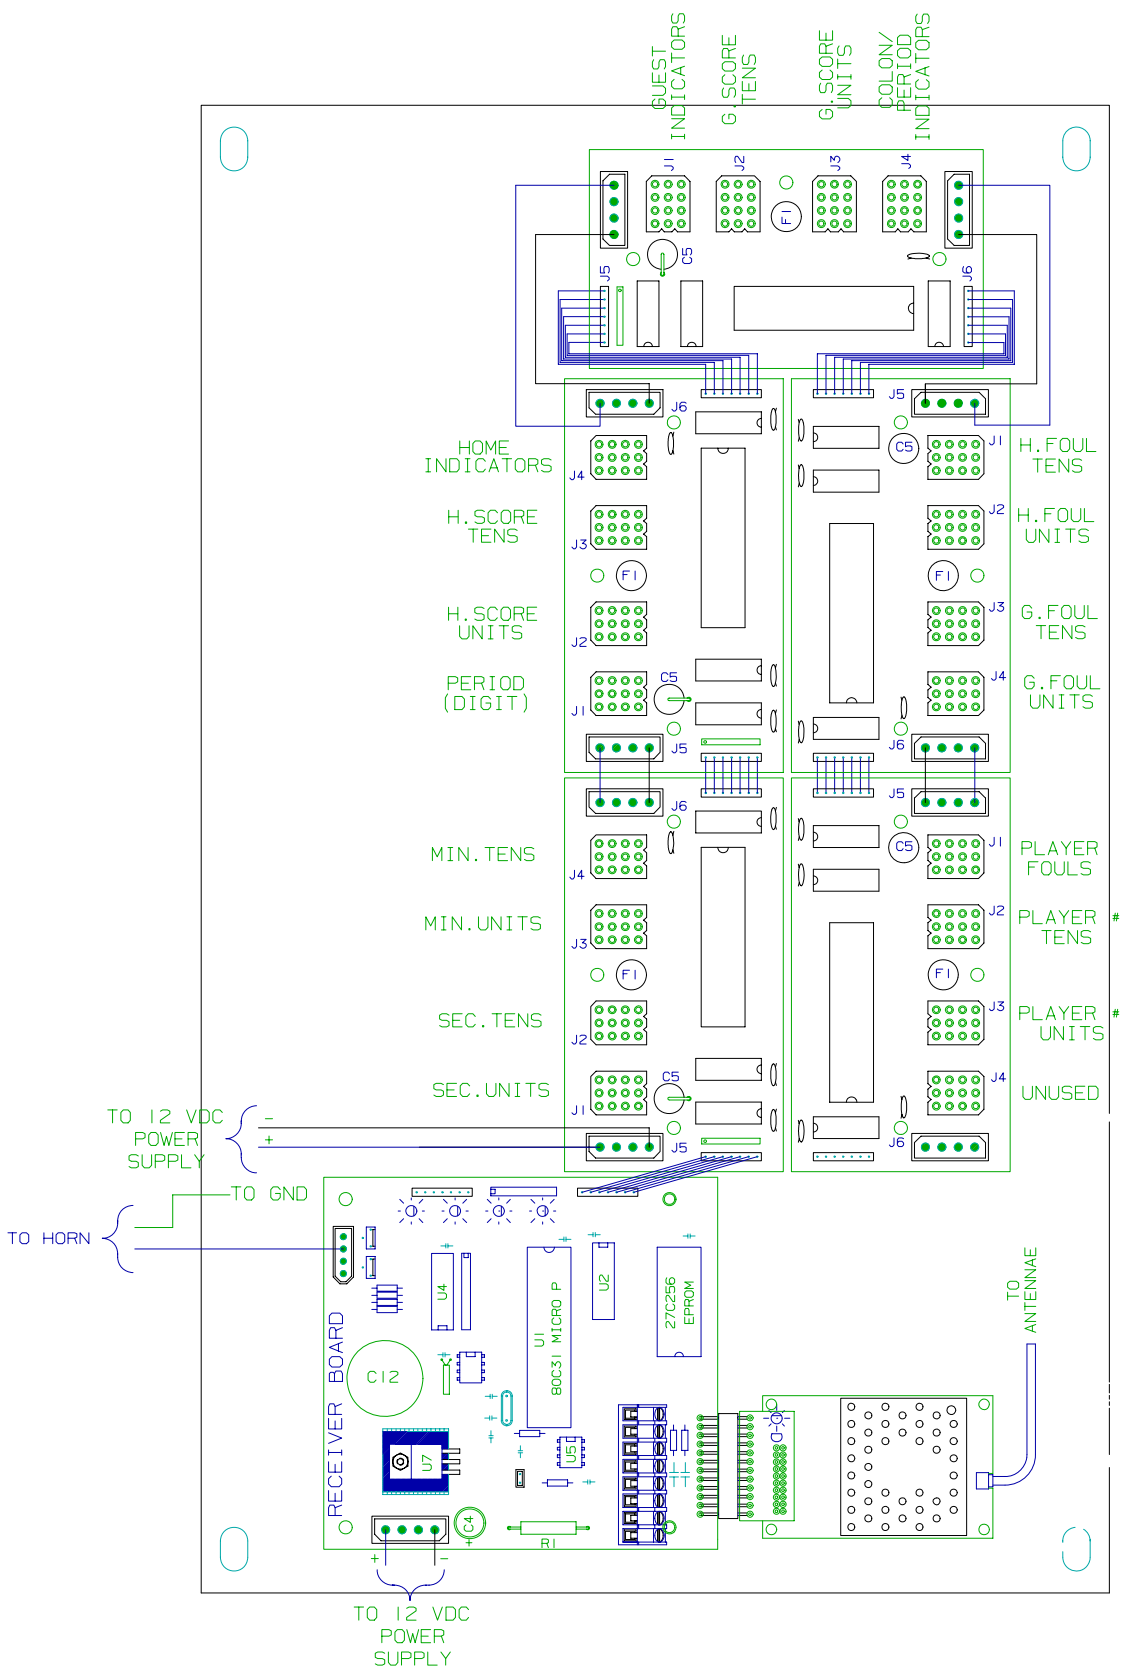 GUEST
INDICATORS
G.SCORE
TENS
G.SCORE
UNITS
COLON/
PERIOD
INDICATORS
J1
J2
J3
J4
F1
C5
J5
J6
J6
J5
HOME
INDICATORS
J4
C5
J1
H.FOUL
TENS
H.SCORE
TENS
J3
J2
H.FOUL
UNITS
F1
F1
H.SCORE
UNITS
J2
J3
G.FOUL
TENS
PERIOD
(DIGIT)
J1
C5
J4
G.FOUL
UNITS
J5
J6
J6
J5
MIN.TENS
J4
C5
J1
PLAYER
FOULS
MIN.UNITS
J3
J2
PLAYER #
TENS
F1
F1
SEC.TENS
J2
J3
PLAYER #
UNITS
SEC.UNITS
J1
C5
J4
UNUSED
J5
J6
TO 12 VDC
POWER
SUPPLY
-
+
TO GND
TO HORN
U4
U1
80C31 MICRO P
U2
27C256
EPROM
TO
ANTENNAE
RECEIVER BOARD
C12
U7
U5
D-1
C4
+
R1
+
-
TO 12 VDC
POWER
SUPPLY